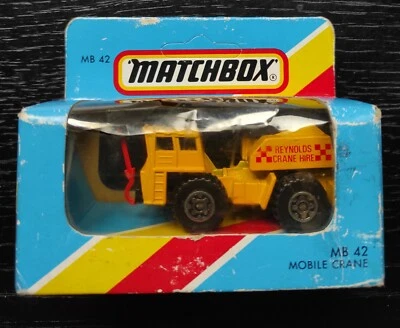 MB 42
MATCHBOX
REYNOLDS
CRANE HIRE
MB 42
MOBILE CRANE